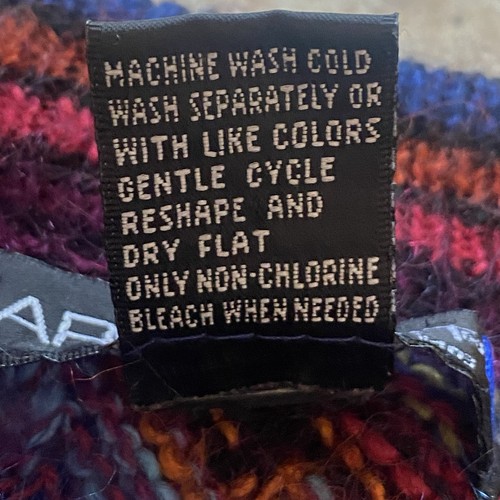 MACHINE WASH COLD
WASH SEPARATELY OR
WITH LIKE COLORS
GENTLE CYCLE
RESHAPE AND
DRY FLAT
ONLY NON-CHLORINE
BLEACH WHEN NEEDED
AP